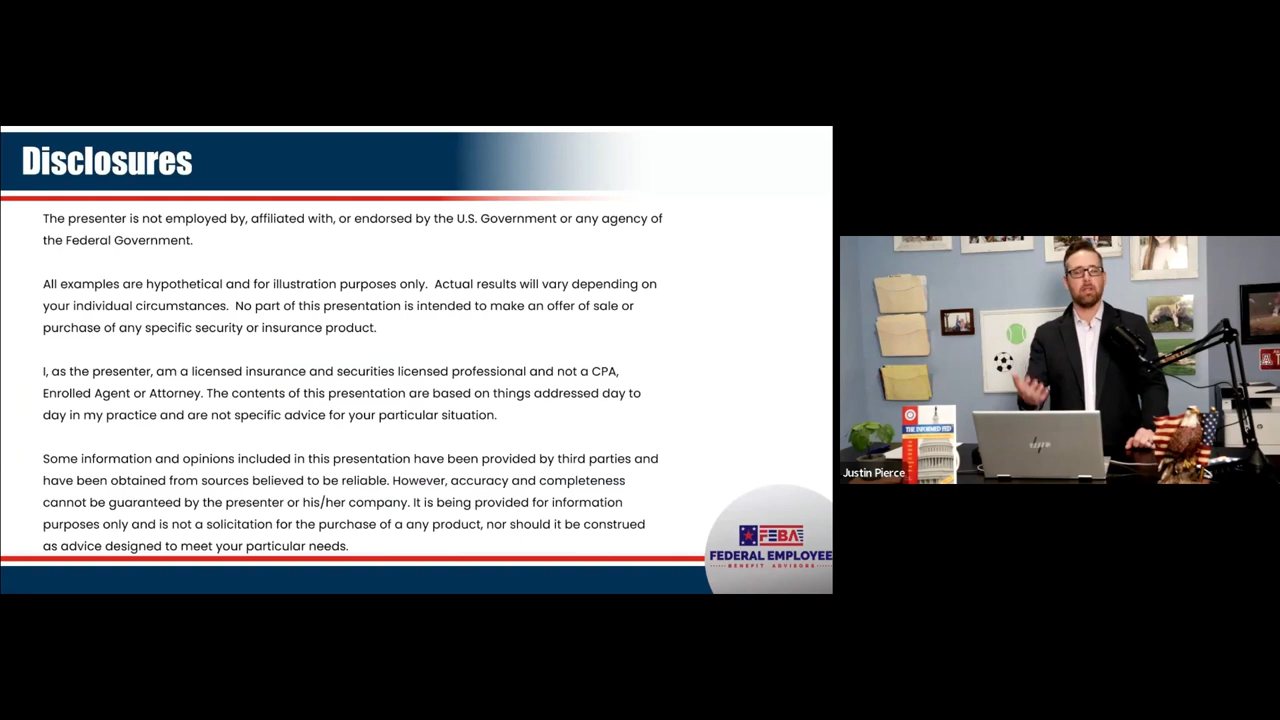 Disclosures
The presenter is not employed by, affiliated with, or endorsed by the U.S. Government or any agency of
the Federal Government.
All examples are hypothetical and for illustration purposes only. Actual results will vary depending on
your individual circumstances. No part of this presentation is intended to make an offer of sale or
purchase of any specific security or insurance product.
I, as the presenter, am a licensed insurance and securities licensed professional and not a CPA,
Enrolled Agent or Attorney. The contents of this presentation are based on things addressed day to
day in my practice and are not specific advice for your particular situation.
Some information and opinions included in this presentation have been provided by third parties and
have been obtained from sources believed to be reliable. However, accuracy and completeness
cannot be guaranteed by the presenter or his/her company. It is being provided for information
purposes only and is not a solicitation for the purchase of a any product, nor should it be construed
as advice designed to meet your particular needs.
FEBA
FEDERAL EMPLOYEE
BENEFIT ADVISORS
THE INFORMED FED
hp
Justin Pierce